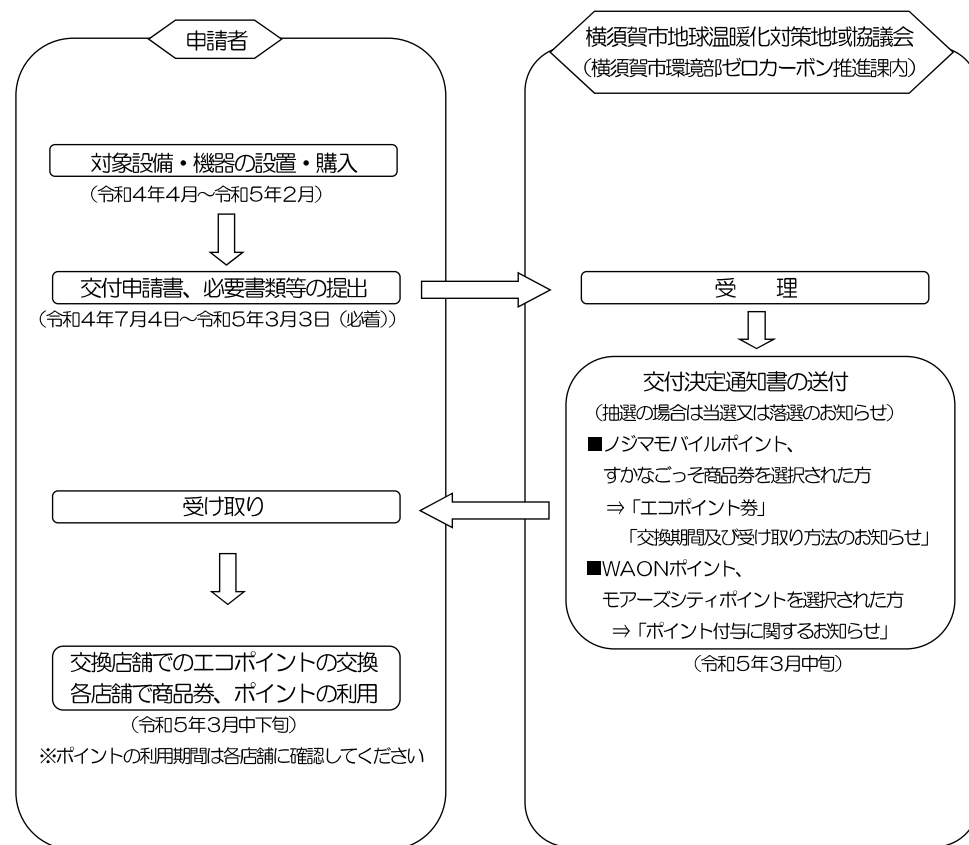 申請者
対象設備・機器の設置・購入
（令和４年４月～令和５年２月）
交付申請書、必要書類等の提出
（令和４年７月４日～令和５年３月３日（必着））
受け取り
交換店舗でのエコポイントの交換
各店舗で商品券、ポイントの利用
（令和５年３月中下旬）
※ポイントの利用期間は各店舗に確認してください
横須賀市地球温暖化対策地域協議会
（横須賀市環境部ゼロカーボン推進課内）
受　理
交付決定通知書の送付
（抽選の場合は当選又は落選のお知らせ）
■ノジマモバイルポイント、
すかなごっそ商品券を選択された方
⇒「エコポイント券」
「交換期間及び受け取り方法のお知らせ」
■ＷＡＯＮポイント、
モアーズシティポイントを選択された方
⇒「ポイント付与に関するお知らせ」
（令和５年３月中旬）